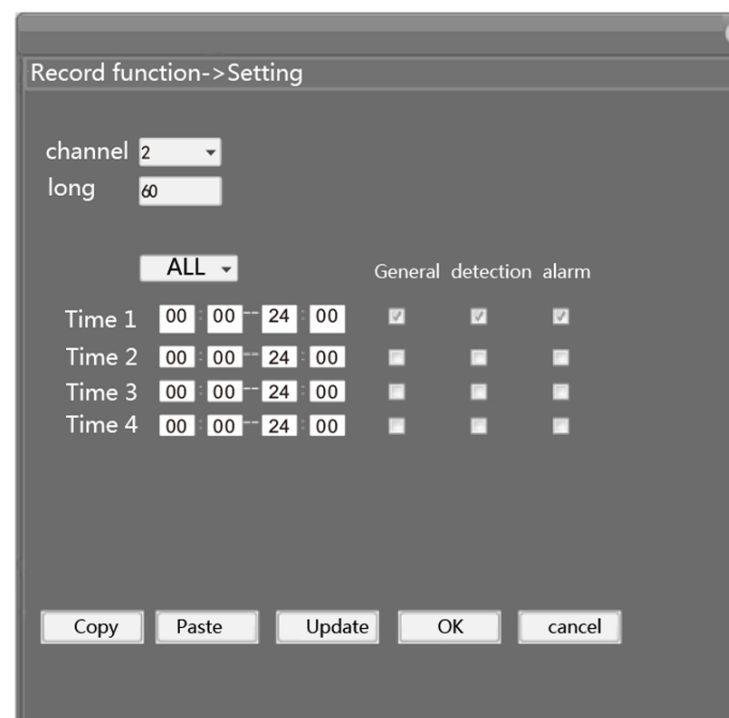 Record function->Setting
channel 2
long 60
ALL
General detection alarm
Time 1 00 : 00 -- 24 : 00
Time 2 00 : 00 -- 24 : 00
Time 3 00 : 00 -- 24 : 00
Time 4 00 : 00 -- 24 : 00
Copy Paste Update OK cancel